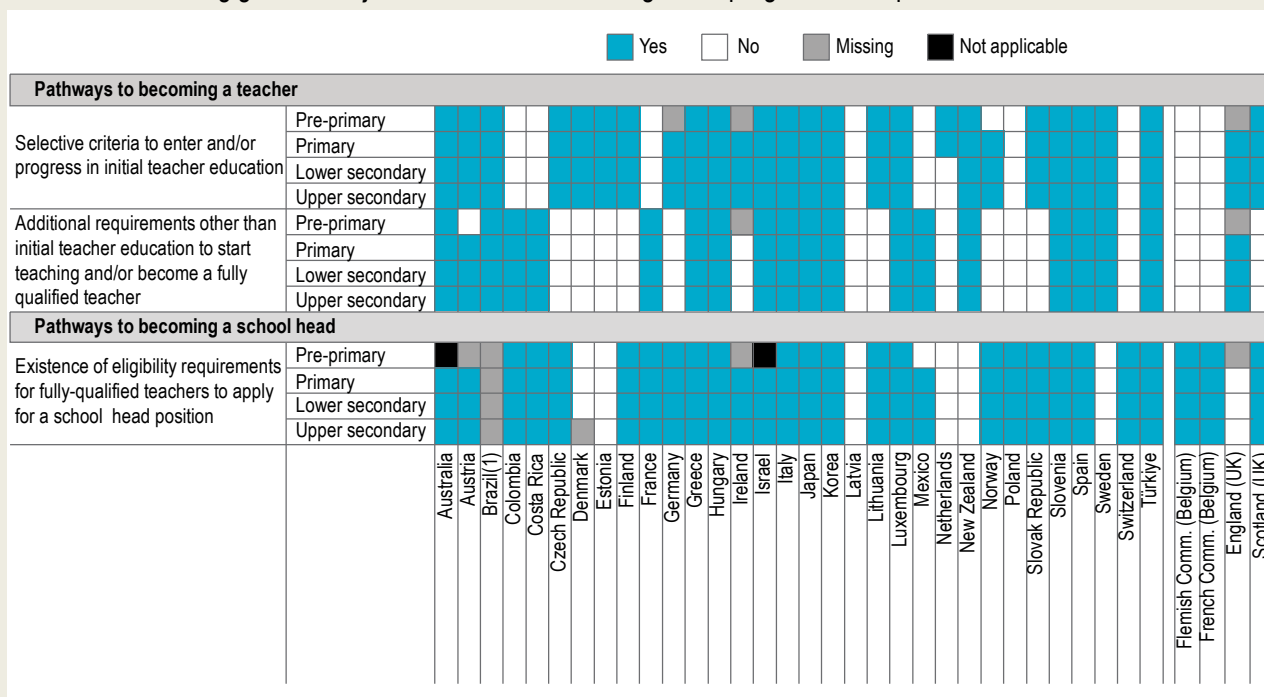 Yes
No
Missing
Not applicable
Pathways to becoming a teacher
Selective criteria to enter and/or
progress in initial teacher education
Pre-primary
Primary
Lower secondary
Upper secondary
Additional requirements other than
initial teacher education to start
teaching and/or become a fully
qualified teacher
Pre-primary
Primary
Lower secondary
Upper secondary
Pathways to becoming a school head
Existence of eligibility requirements
for fully-qualified teachers to apply
for a school head position
Pre-primary
Primary
Lower secondary
Upper secondary
Australia
Austria
Brazil(1)
Colombia
Costa Rica
Czech Republic
Denmark
Estonia
Finland
France
Germany
Greece
Hungary
Ireland
Israel
Italy
Japan
Korea
Latvia
Lithuania
Luxembourg
Mexico
Netherlands
New Zealand
Norway
Poland
Slovak Republic
Slovenia
Spain
Sweden
Switzerland
Türkiye
Flemish Comm. (Belgium)
French Comm. (Belgium)
England (UK)
Scotland (UK)